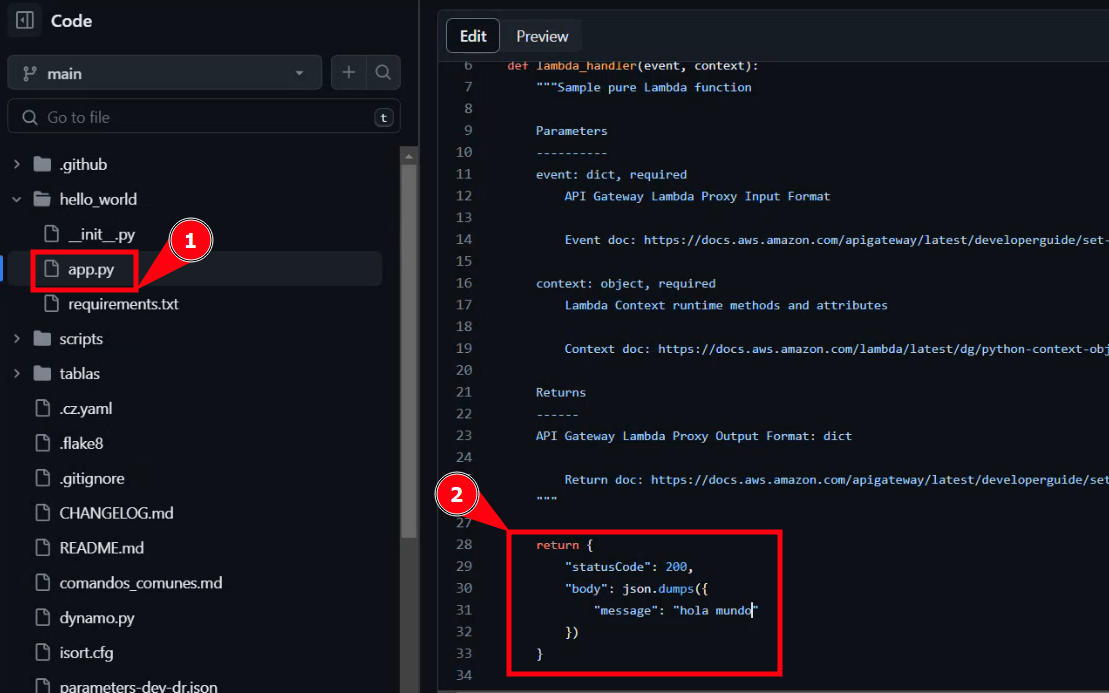 Code
main
Go to file
t
.github
hello_world
__init__.py
1
app.py
requirements.txt
scripts
tablas
.cz.yaml
.flake8
.gitignore
CHANGELOG.md
README.md
comandos_comunes.md
dynamo.py
isort.cfg
parameters-dev-dr.json
Edit
Preview
6 def lambda_handler(event, context):
7 """Sample pure Lambda function
8
9 Parameters
10 ----------
11 event: dict, required
12 API Gateway Lambda Proxy Input Format
13
14 Event doc: https://docs.aws.amazon.com/apigateway/latest/developerguide/set-
15
16 context: object, required
17 Lambda Context runtime methods and attributes
18
19 Context doc: https://docs.aws.amazon.com/lambda/latest/dg/python-context-obj
20
21 Returns
22 ------
23 API Gateway Lambda Proxy Output Format: dict
24
Return doc: https://docs.aws.amazon.com/apigateway/latest/developerguide/set
2
"""
27
28 return {
29 "statusCode": 200,
30 "body": json.dumps({
31 "message": "hola mundo"
32 })
33 }
34